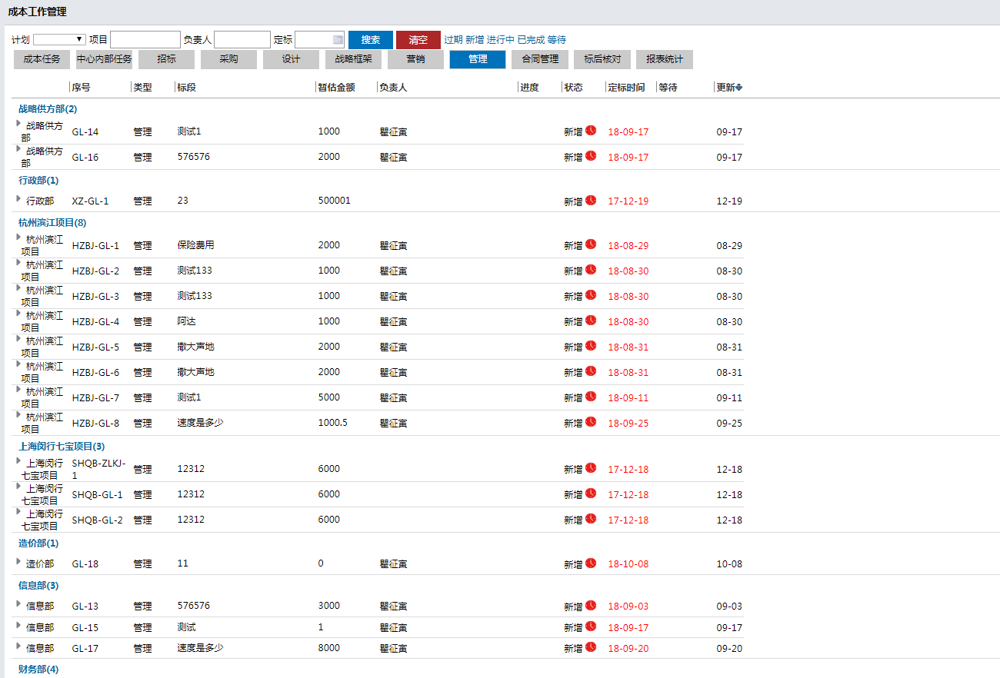 成本工作管理
计划 项目 负责人 定标 搜索 清空 过期 新增 进行中 已完成 等待
成本任务 中心内部任务 招标 采购 设计 战略框架 营销 管理 合同管理 标后核对 报表统计
序号 类型 标段 暂估金额 负责人 进度 状态 定标时间 等待 更新
战略供方部(2)
战略供方部 GL-14 管理 测试1 1000 瞿征寅 新增 18-09-17 09-17
战略供方部 GL-16 管理 576576 2000 瞿征寅 新增 18-09-17 09-17
行政部(1)
行政部 XZ-GL-1 管理 23 500001 新增 17-12-19 12-19
杭州滨江项目(8)
杭州滨江项目 HZBJ-GL-1 管理 保险费用 2000 瞿征寅 新增 18-08-29 08-29
杭州滨江项目 HZBJ-GL-2 管理 测试133 1000 瞿征寅 新增 18-08-30 08-30
杭州滨江项目 HZBJ-GL-3 管理 测试133 1000 瞿征寅 新增 18-08-30 08-30
杭州滨江项目 HZBJ-GL-4 管理 阿达 1000 瞿征寅 新增 18-08-30 08-30
杭州滨江项目 HZBJ-GL-5 管理 撒大声地 2000 瞿征寅 新增 18-08-31 08-31
杭州滨江项目 HZBJ-GL-6 管理 撒大声地 2000 瞿征寅 新增 18-08-31 08-31
杭州滨江项目 HZBJ-GL-7 管理 测试1 5000 瞿征寅 新增 18-09-11 09-11
杭州滨江项目 HZBJ-GL-8 管理 速度是多少 1000.5 瞿征寅 新增 18-09-25 09-25
上海闵行七宝项目(3)
上海闵行七宝项目 SHQB-ZLKJ-1 管理 12312 6000 新增 17-12-18 12-18
上海闵行七宝项目 SHQB-GL-1 管理 12312 6000 新增 17-12-18 12-18
上海闵行七宝项目 SHQB-GL-2 管理 12312 6000 新增 17-12-18 12-18
造价部(1)
造价部 GL-18 管理 11 0 瞿征寅 新增 18-10-08 10-08
信息部(3)
信息部 GL-13 管理 576576 3000 瞿征寅 新增 18-09-03 09-03
信息部 GL-15 管理 测试 1 瞿征寅 新增 18-09-17 09-17
信息部 GL-17 管理 速度是多少 8000 瞿征寅 新增 18-09-20 09-20
财务部(4)